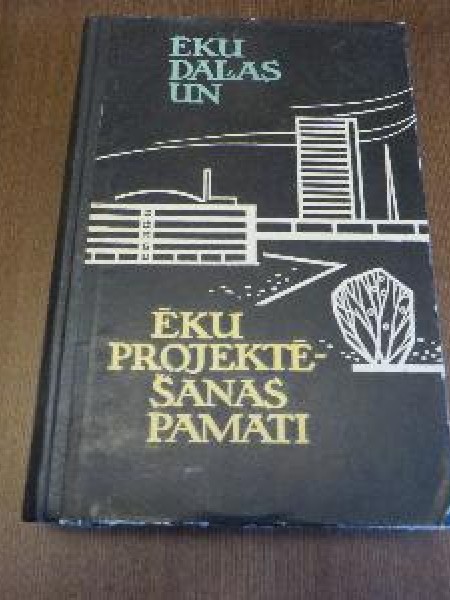 ĒKU
DAĻAS
UN
ĒKU
PROJEKTĒ-
ŠANAS
PAMATI